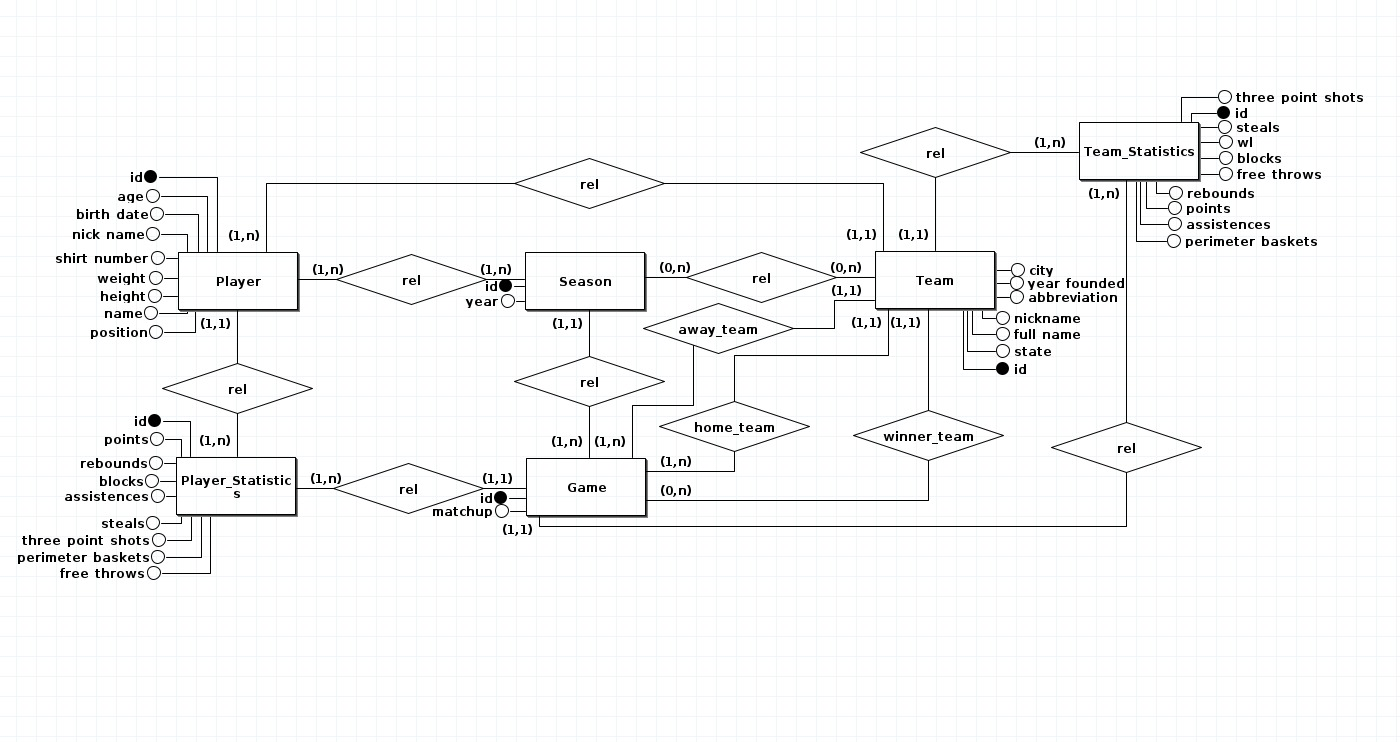 three point shots
id
steals
wl
blocks
free throws
rebounds
points
assistences
perimeter baskets
Team_Statistics
(1,n)
(1,n)
rel
rel
id
age
birth date
nick name
shirt number
weight
height
name
position
(1,n)
(1,1)
(1,1)
Player
(1,n)
rel
(1,n)
id
year
Season
(0,n)
rel
(0,n)
(1,1)
Team
city
year founded
abbreviation
nickname
full name
state
id
(1,1)
(1,1)
away_team
(1,1)
(1,1)
rel
rel
home_team
winner_team
rel
id
points
rebounds
blocks
assistences
steals
three point shots
perimeter baskets
free throws
(1,n)
Player_Statistic
s
(1,n)
rel
(1,1)
id
matchup
(1,n)
(1,n)
Game
(1,n)
(0,n)
(1,1)